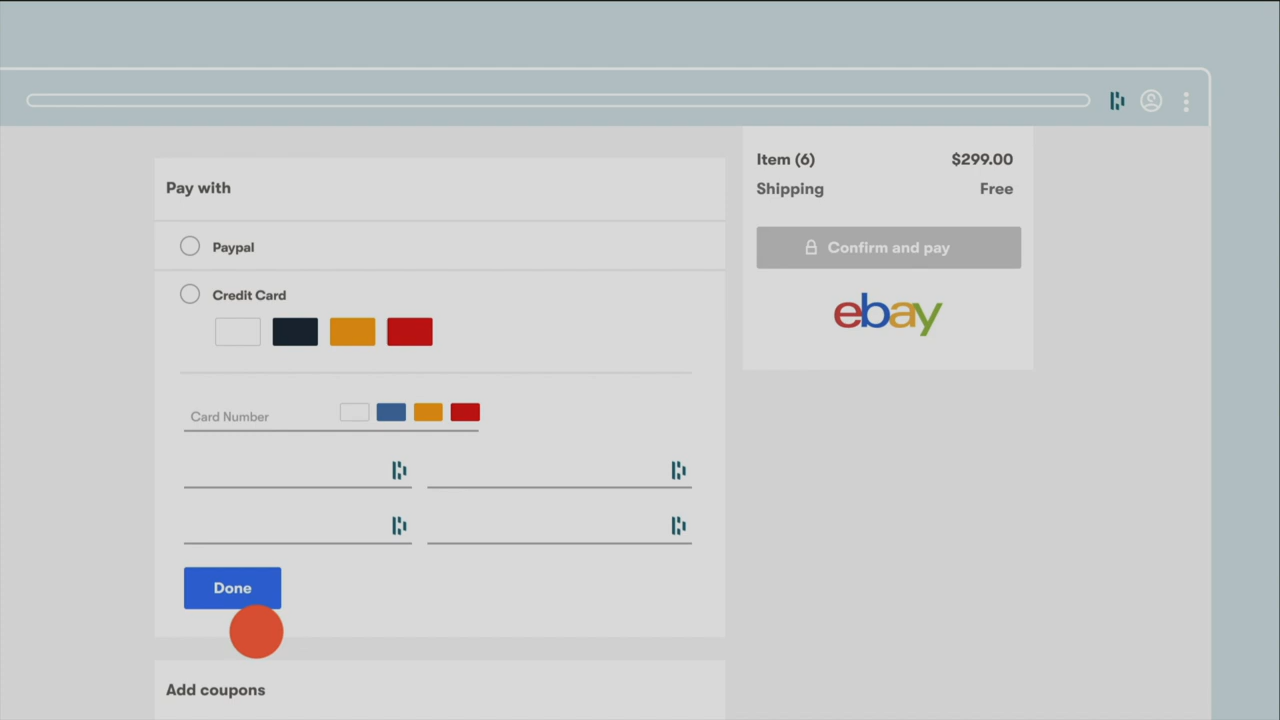 Pay with
Paypal
Credit Card
Card Number
Done
Add coupons
Item (6) $299.00
Shipping Free
Confirm and pay
ebay